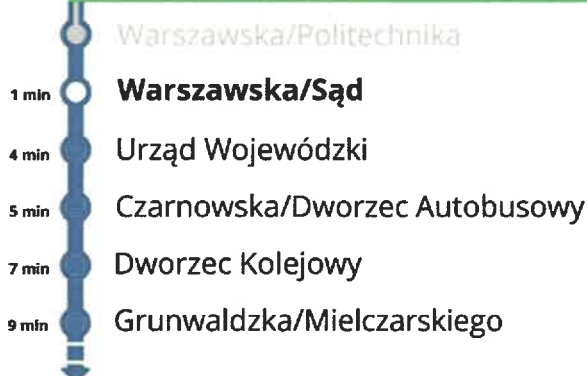 Warszawska/Politechnika
1 min Warszawska/Sąd
4 min Urząd Wojewódzki
5 min Czarnowska/Dworzec Autobusowy
7 min Dworzec Kolejowy
9 min Grunwaldzka/Mielczarskiego